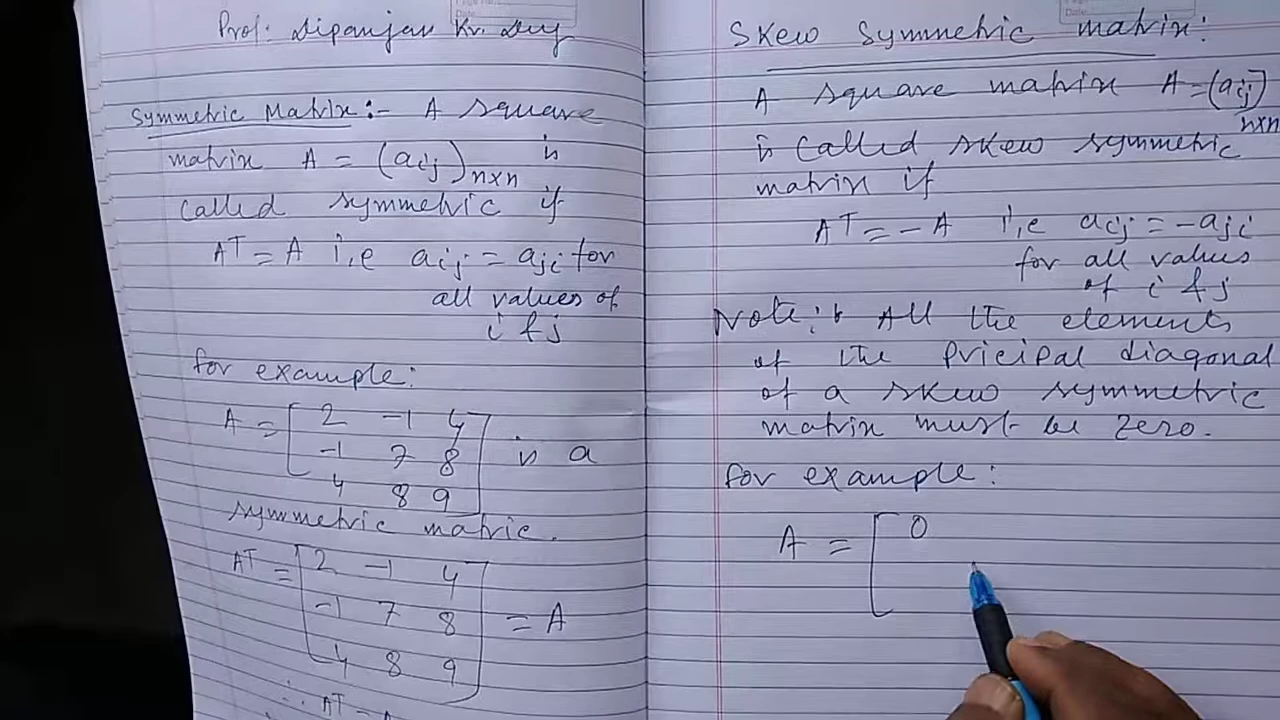 Prof: Dipanjan Kr. Dey
Symmetric Matrix:- A square
matrix A = (aij)n×n is
called symmetric if
AT = A i,e aij = aji for
all values of
i & j
for example:
A = [ 2 -1 4
-1 7 8 is a
4 8 9 ]
symmetric matric.
AT = [ 2 -1 4
-1 7 8 = A
4 8 9 ]
∴ AT = A
Skew Symmetric matrix:
A square matrix A = (aij)
n×n
is called skew symmetric
matrix if
AT = -A i,e aij = -aji
for all values
of i & j
Note: All the elements
of the pricipal diagonal
of a skew symmetric
matrix must be zero.
for example:
A = [ 0